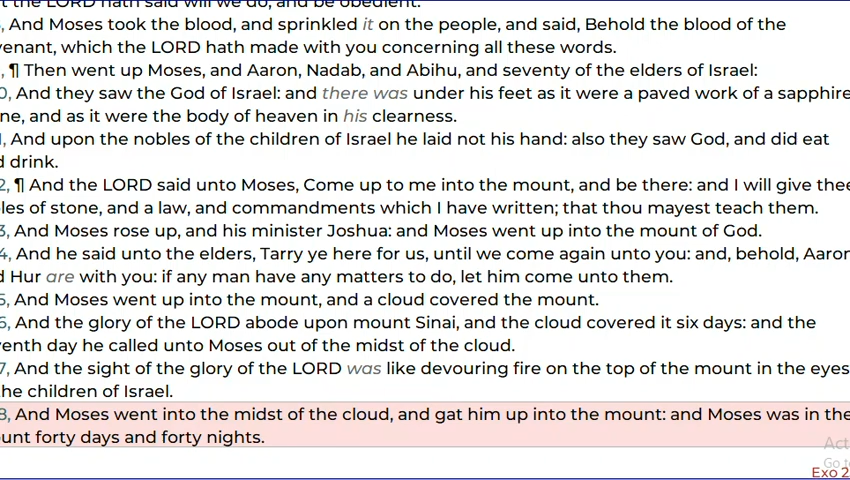 the LORD hath said will we do, and be obedient.
, And Moses took the blood, and sprinkled it on the people, and said, Behold the blood of the
venant, which the LORD hath made with you concerning all these words.
, ¶ Then went up Moses, and Aaron, Nadab, and Abihu, and seventy of the elders of Israel:
0, And they saw the God of Israel: and there was under his feet as it were a paved work of a sapphire
ne, and as it were the body of heaven in his clearness.
1, And upon the nobles of the children of Israel he laid not his hand: also they saw God, and did eat
d drink.
2, ¶ And the LORD said unto Moses, Come up to me into the mount, and be there: and I will give thee
les of stone, and a law, and commandments which I have written; that thou mayest teach them.
3, And Moses rose up, and his minister Joshua: and Moses went up into the mount of God.
4, And he said unto the elders, Tarry ye here for us, until we come again unto you: and, behold, Aaron
d Hur are with you: if any man have any matters to do, let him come unto them.
5, And Moses went up into the mount, and a cloud covered the mount.
6, And the glory of the LORD abode upon mount Sinai, and the cloud covered it six days: and the
venth day he called unto Moses out of the midst of the cloud.
7, And the sight of the glory of the LORD was like devouring fire on the top of the mount in the eyes
the children of Israel.
8, And Moses went into the midst of the cloud, and gat him up into the mount: and Moses was in the
unt forty days and forty nights.
Act
Go to
Exo 2